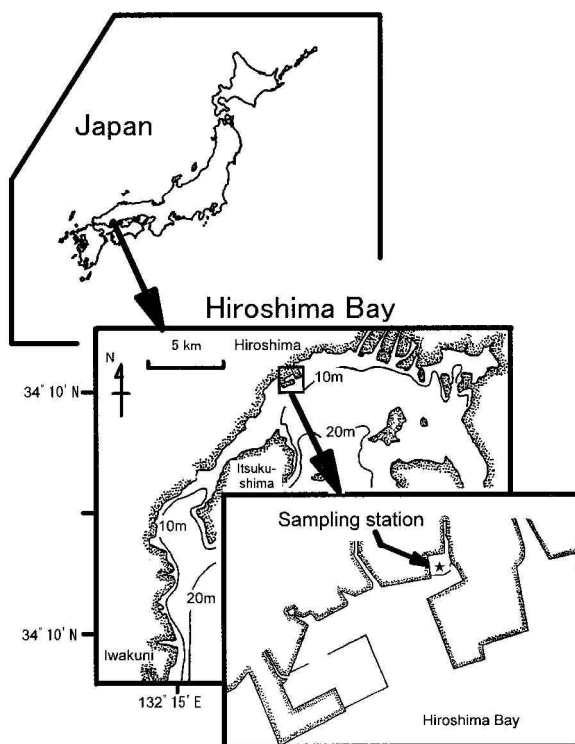 Japan
Hiroshima Bay
5 km
Hiroshima
N
34° 10' N
10m
20m
Itsuku-
shima
10m
Sampling station
20m
34° 10' N
Iwakuni
132° 15' E
Hiroshima Bay